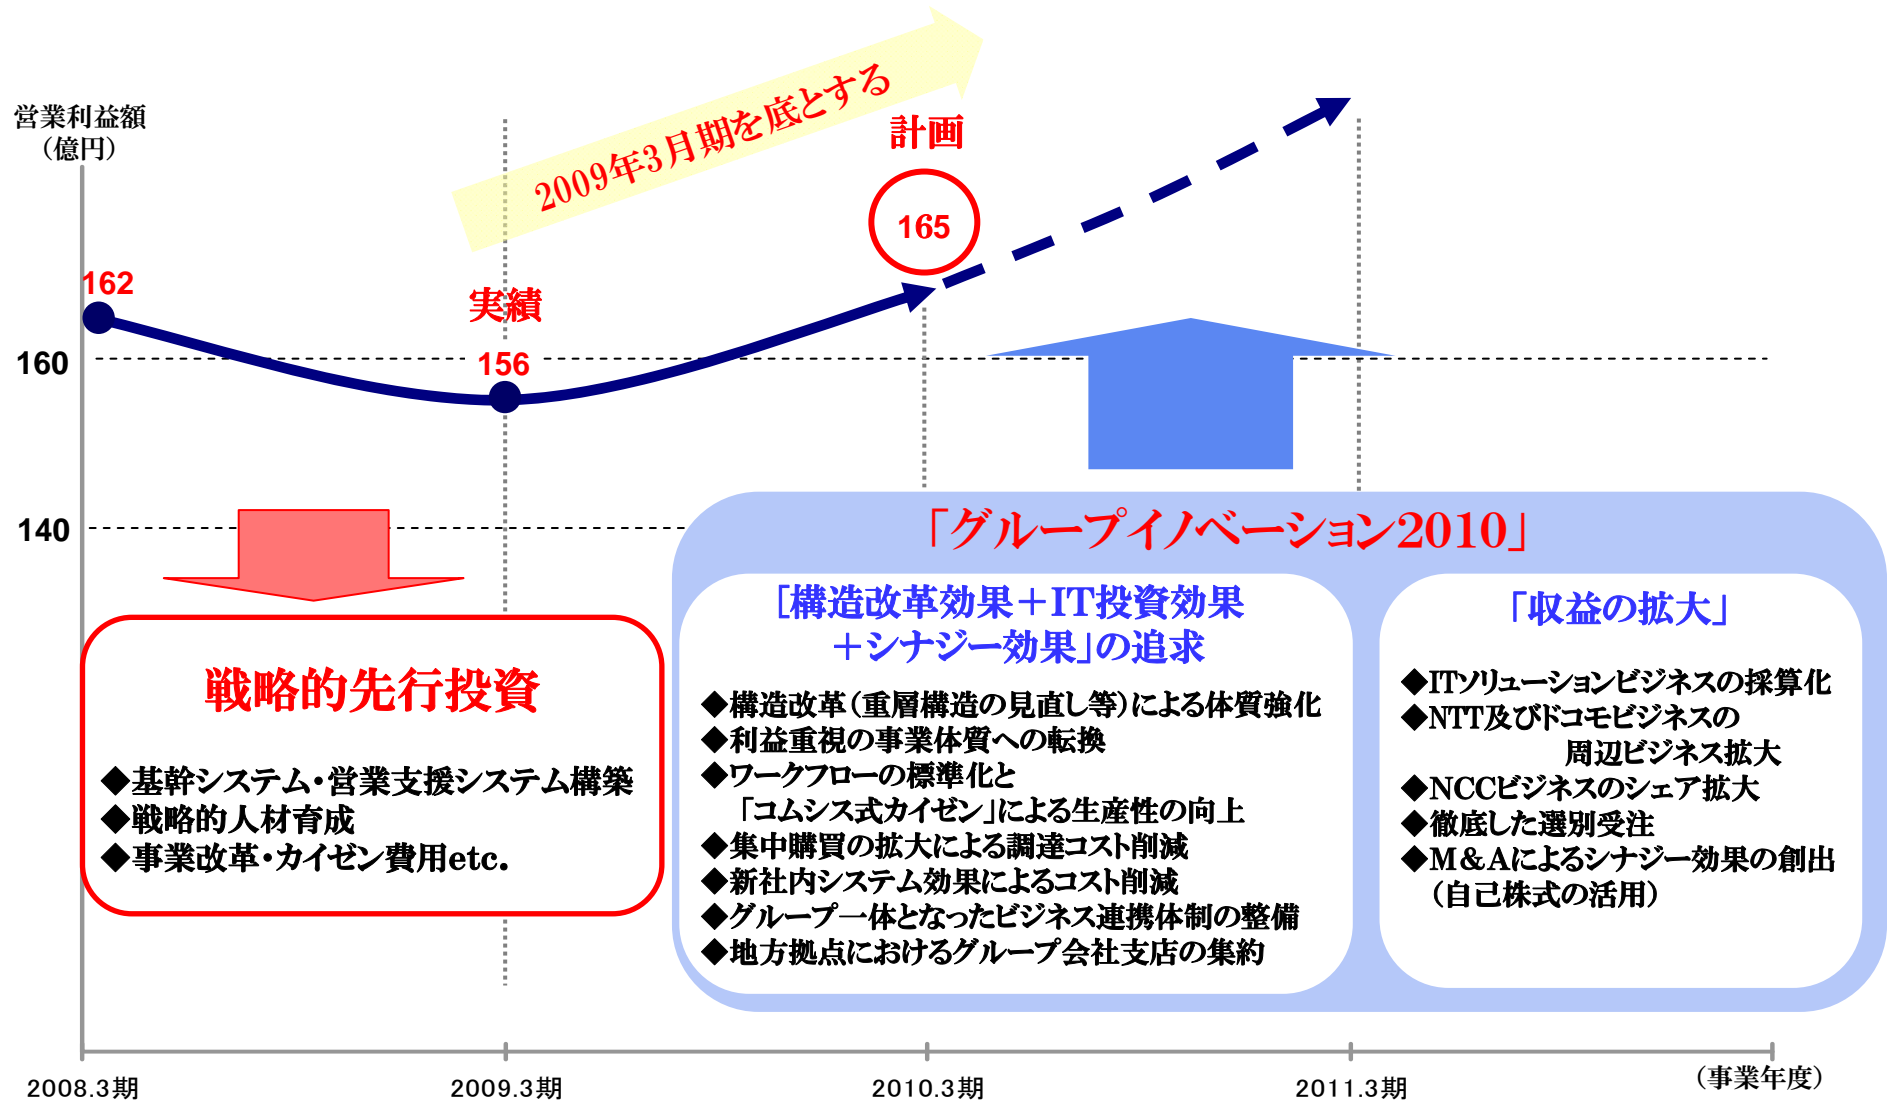 営業利益額
（億円）
2009年3月期を底とする
計画
165
162
実績
156
160
140
戦略的先行投資
◆基幹システム・営業支援システム構築
◆戦略的人材育成
◆事業改革・カイゼン費用etc.
「グループイノベーション2010」
［構造改革効果＋IT投資効果
＋シナジー効果」の追求
◆構造改革（重層構造の見直し等）による体質強化
◆利益重視の事業体質への転換
◆ワークフローの標準化と
「コムシス式カイゼン」による生産性の向上
◆集中購買の拡大による調達コスト削減
◆新社内システム効果によるコスト削減
◆グループ一体となったビジネス連携体制の整備
◆地方拠点におけるグループ会社支店の集約
「収益の拡大」
◆ITソリューションビジネスの採算化
◆NTT及びドコモビジネスの
周辺ビジネス拡大
◆NCCビジネスのシェア拡大
◆徹底した選別受注
◆M＆Aによるシナジー効果の創出
（自己株式の活用）
2008.3期
2009.3期
2010.3期
2011.3期
（事業年度）